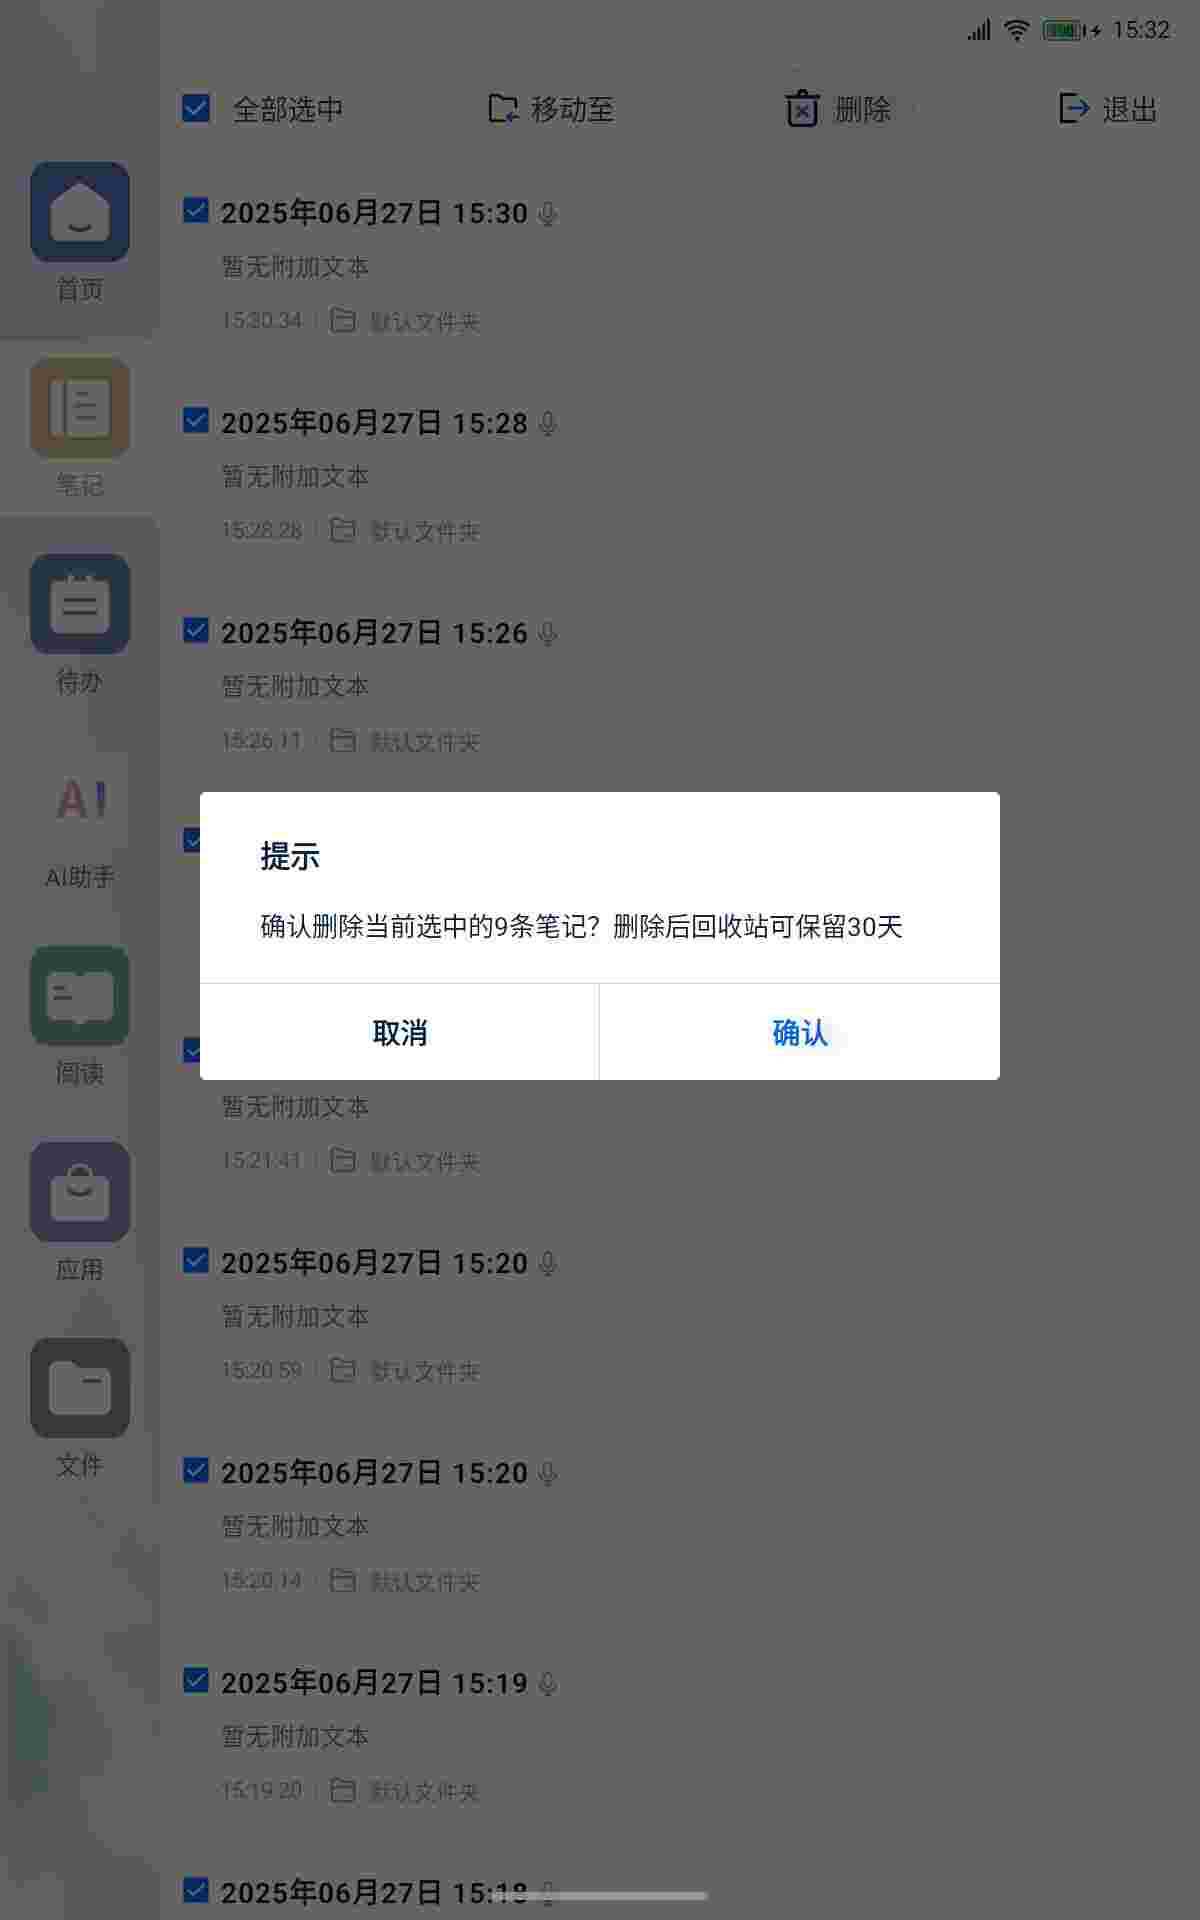 15:32
全部选中 移动至 删除 退出
首页
笔记
待办
AI
AI助手
阅读
应用
文件
2025年06月27日 15:30
暂无附加文本
15:30:34 默认文件夹
2025年06月27日 15:28
暂无附加文本
15:28:28 默认文件夹
2025年06月27日 15:26
暂无附加文本
15:26:11 默认文件夹
提示
确认删除当前选中的9条笔记？删除后回收站可保留30天
取消 确认
暂无附加文本
15:21:41 默认文件夹
2025年06月27日 15:20
暂无附加文本
15:20:59 默认文件夹
2025年06月27日 15:20
暂无附加文本
15:20:14 默认文件夹
2025年06月27日 15:19
暂无附加文本
15:19:20 默认文件夹
2025年06月27日 15:18